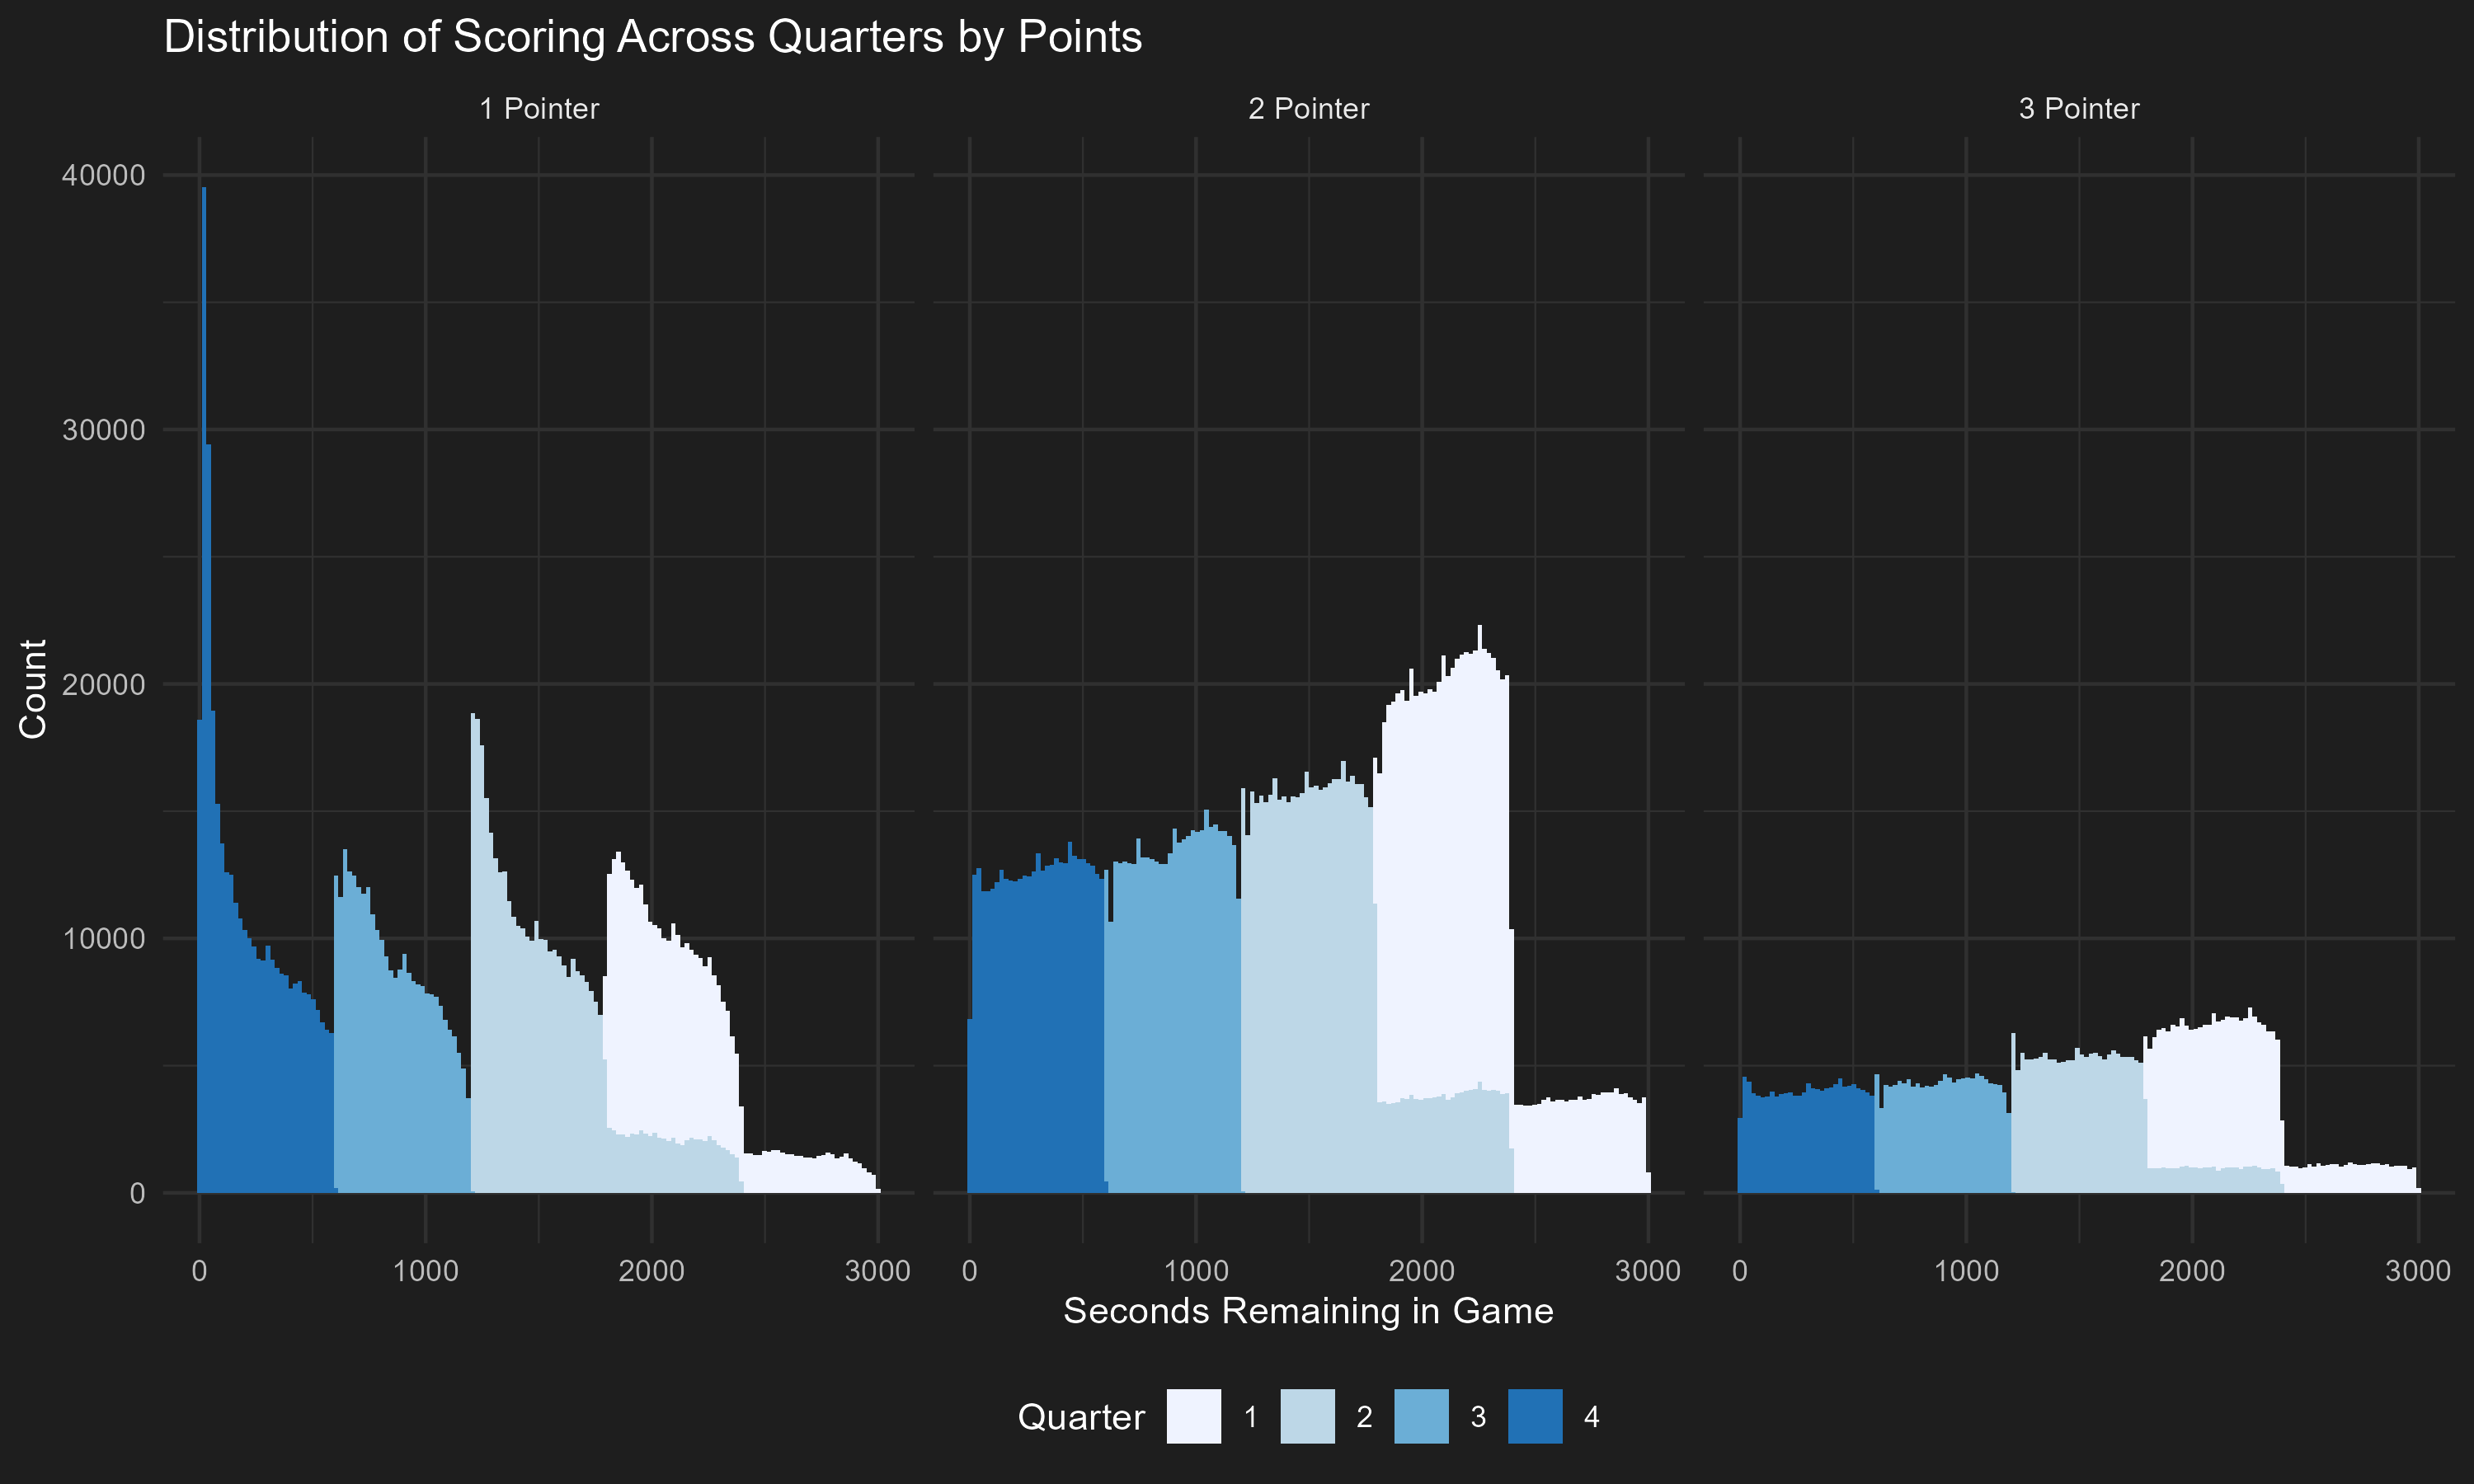 Distribution of Scoring Across Quarters by Points
1 Pointer
2 Pointer
3 Pointer
40000
30000
20000
10000
0
Count
0 1000 2000 3000
0 1000 2000 3000
0 1000 2000 3000
Seconds Remaining in Game
Quarter 1 2 3 4